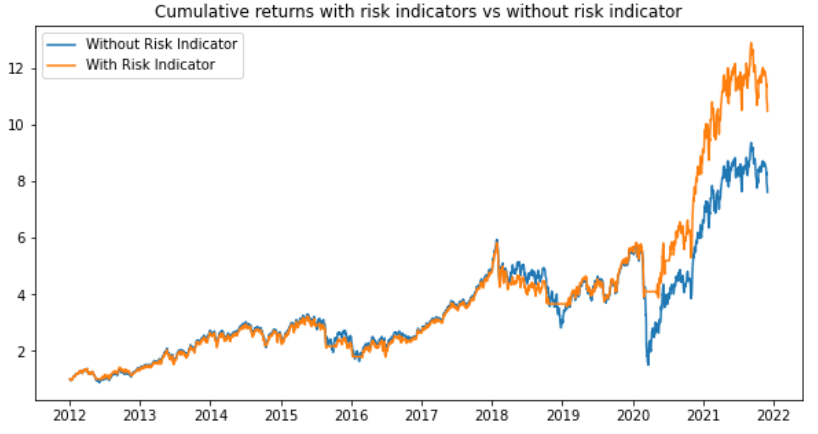 Cumulative returns with risk indicators vs without risk indicator
Without Risk Indicator
With Risk Indicator
12
10
8
6
4
2
2012 2013 2014 2015 2016 2017 2018 2019 2020 2021 2022